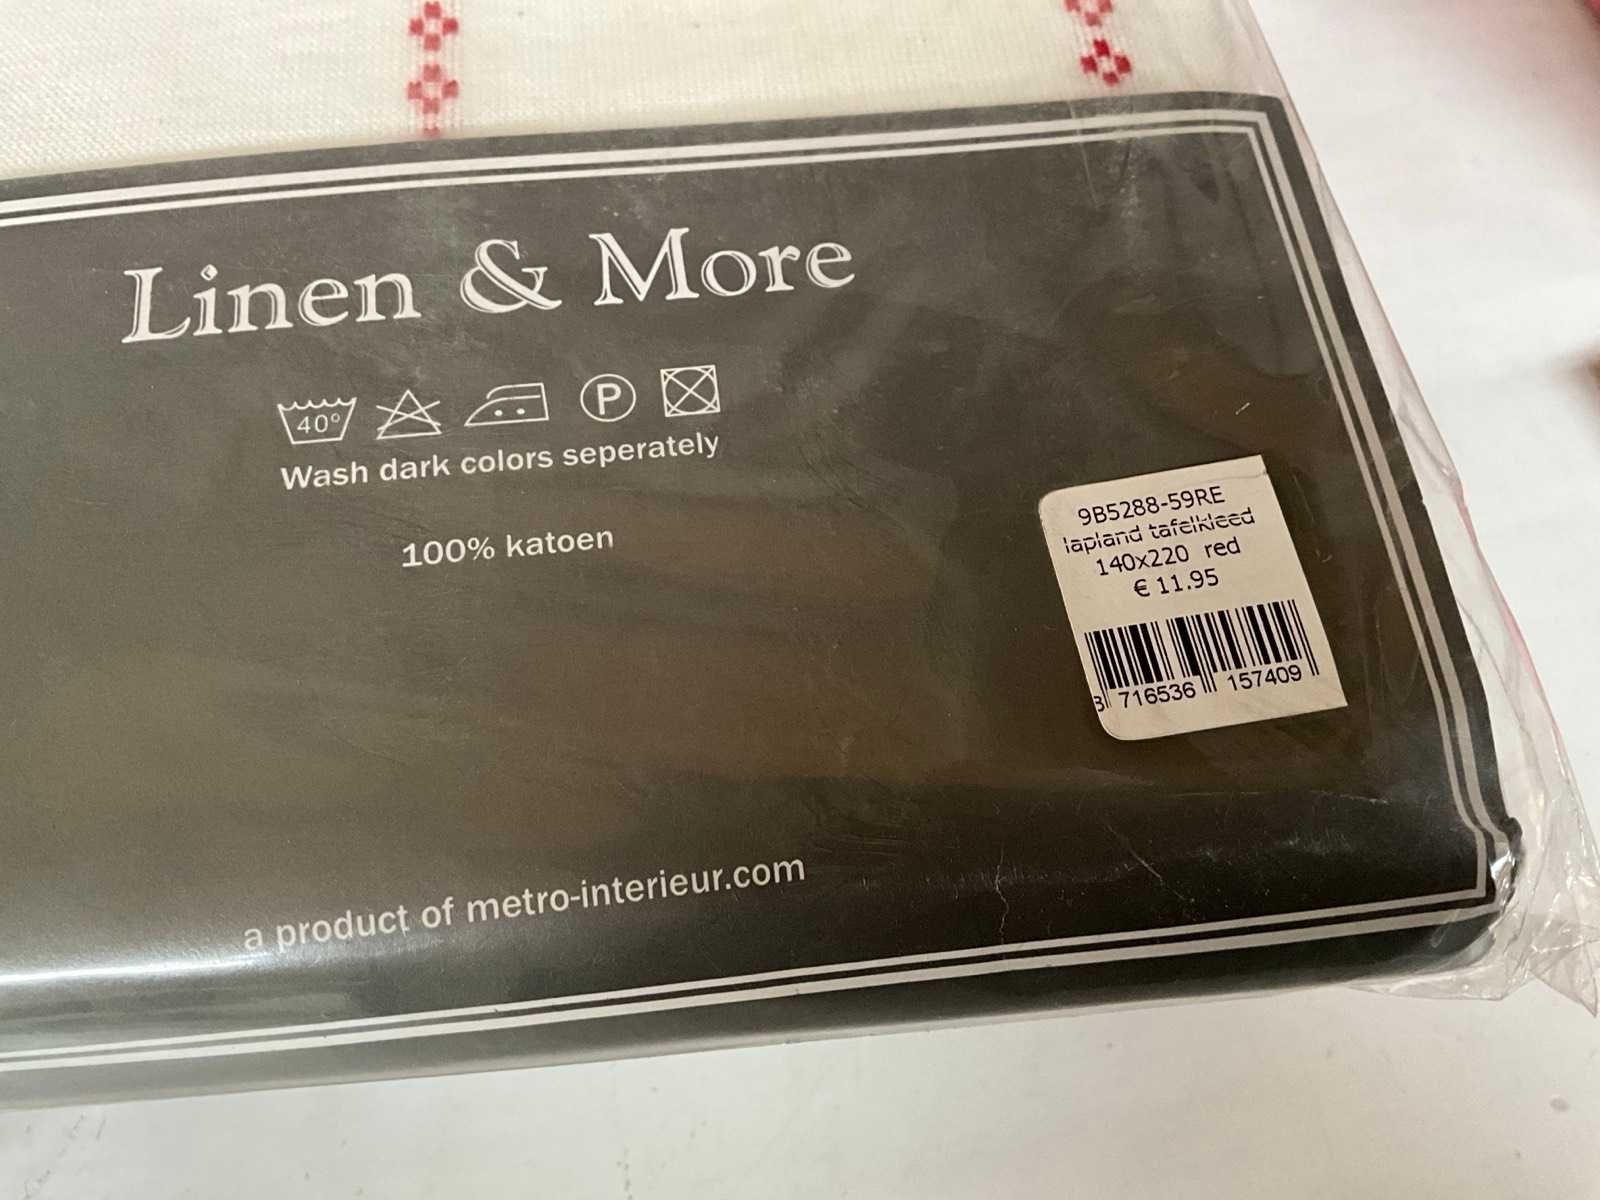 Linen & More
40°
P
Wash dark colors seperately
100% katoen
9B5288-59RE
lapland tafelkleed
140x220 red
€ 11.95
8 716536 157409
a product of metro-interieur.com